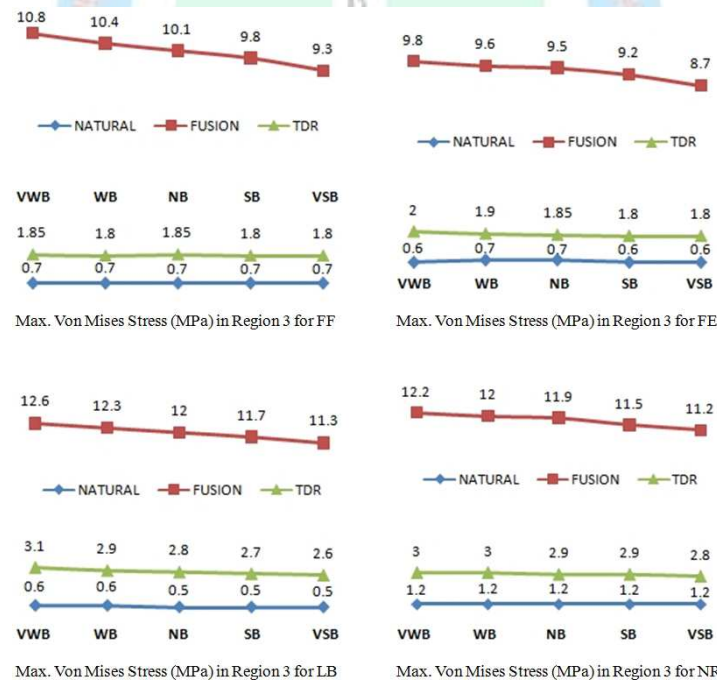 10.8 10.4 10.1 9.8 9.3
NATURAL FUSION TDR
VWB WB NB SB VSB
1.85 1.8 1.85 1.8 1.8
0.7 0.7 0.7 0.7 0.7
Max. Von Mises Stress (MPa) in Region 3 for FF
9.8 9.6 9.5 9.2 8.7
NATURAL FUSION TDR
2 1.9 1.85 1.8 1.8
0.6 0.7 0.7 0.6 0.6
VWB WB NB SB VSB
Max. Von Mises Stress (MPa) in Region 3 for FE
12.6 12.3 12 11.7 11.3
NATURAL FUSION TDR
3.1 2.9 2.8 2.7 2.6
0.6 0.6 0.5 0.5 0.5
VWB WB NB SB VSB
Max. Von Mises Stress (MPa) in Region 3 for LB
12.2 12 11.9 11.5 11.2
NATURAL FUSION TDR
3 3 2.9 2.9 2.8
1.2 1.2 1.2 1.2 1.2
VWB WB NB SB VSB
Max. Von Mises Stress (MPa) in Region 3 for